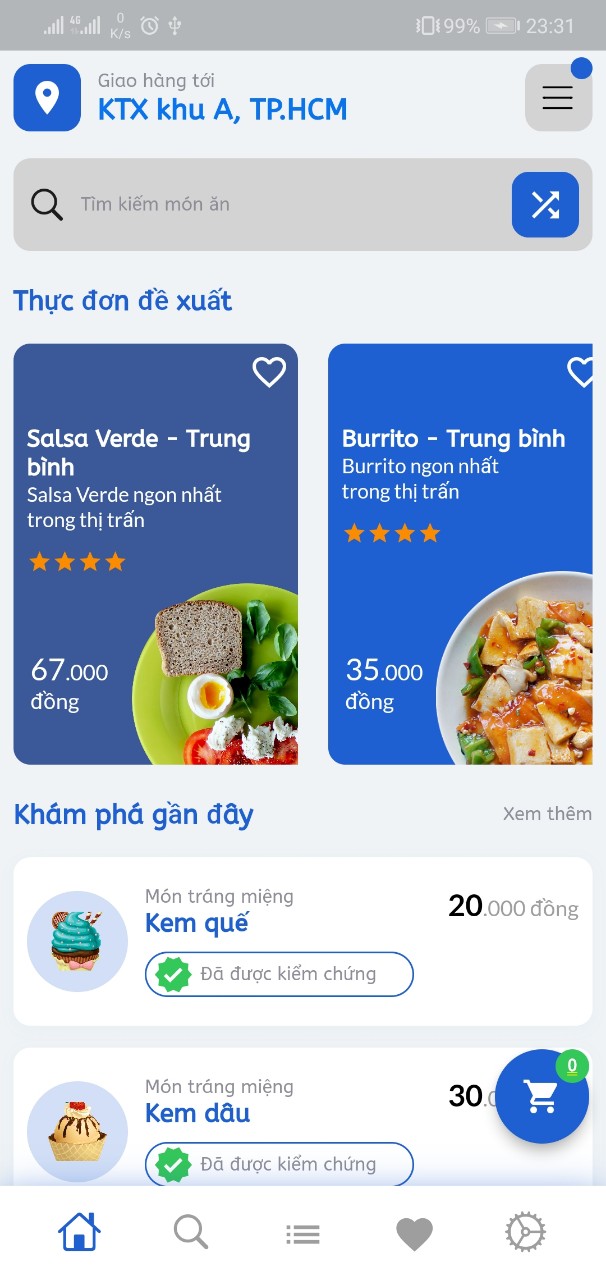 4G
0
K/s
99%
23:31
Giao hàng tới
KTX khu A, TP.HCM
Tìm kiếm món ăn
Thực đơn đề xuất
Salsa Verde - Trung
bình
Salsa Verde ngon nhất
trong thị trấn
67.000
đồng
Burrito - Trung bình
Burrito ngon nhất
trong thị trấn
35.000
đồng
Khám phá gần đây
Xem thêm
Món tráng miệng
Kem quế
20.000 đồng
Đã được kiểm chứng
Món tráng miệng
Kem dâu
30.
0
Đã được kiểm chứng